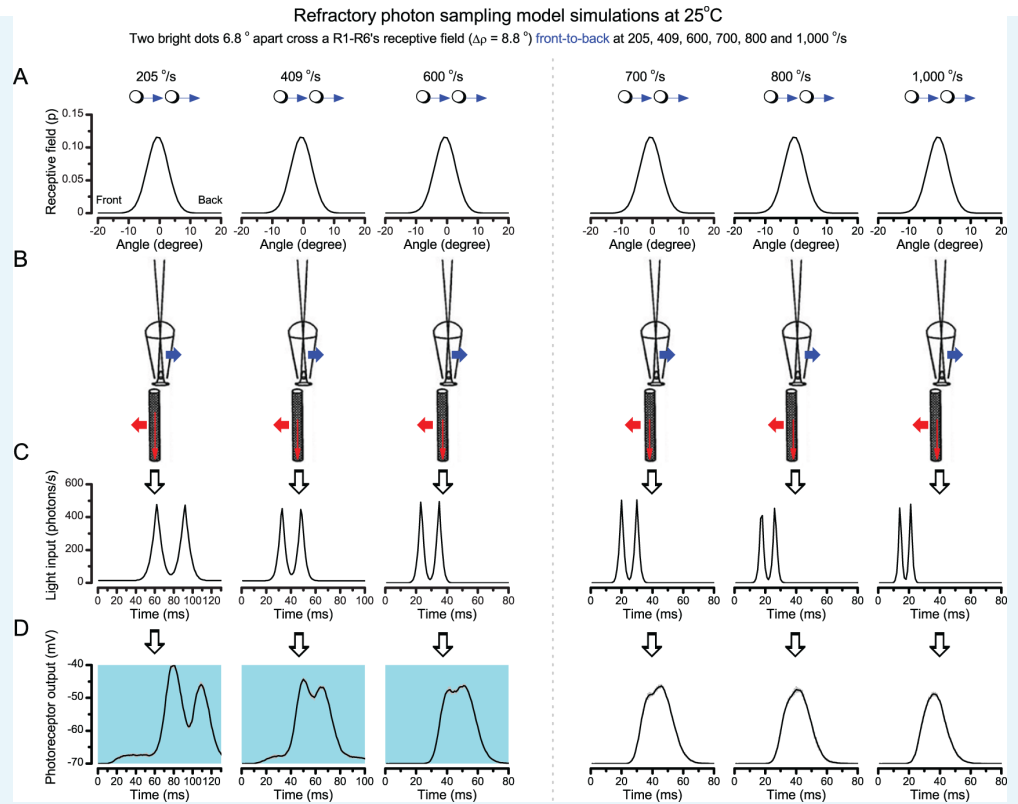 Refractory photon sampling model simulations at 25°C
Two bright dots 6.8 ° apart cross a R1-R6's receptive field (Δρ = 8.8 °) front-to-back at 205, 409, 600, 700, 800 and 1,000 °/s
A
205 °/s 409 °/s 600 °/s 700 °/s 800 °/s 1,000 °/s
Receptive field (p)
0.15
0.10
0.05
0
Front Back
-20 -10 0 10 20 -20 -10 0 10 20 -20 -10 0 10 20 -20 -10 0 10 20 -20 -10 0 10 20 -20 -10 0 10 20
Angle (degree) Angle (degree) Angle (degree) Angle (degree) Angle (degree) Angle (degree)
B
C
Light input (photons/s)
600
400
200
0
0 20 40 60 80 100 130 0 20 40 60 80 100 0 20 40 60 80 0 20 40 60 80 0 20 40 60 80 0 20 40 60 80
Time (ms) Time (ms) Time (ms) Time (ms) Time (ms) Time (ms)
D
Photoreceptor output (mV)
-40
-50
-60
-70
0 20 40 60 80 100 130 0 20 40 60 80 100 0 20 40 60 80 0 20 40 60 80 0 20 40 60 80 0 20 40 60 80
Time (ms) Time (ms) Time (ms) Time (ms) Time (ms) Time (ms)